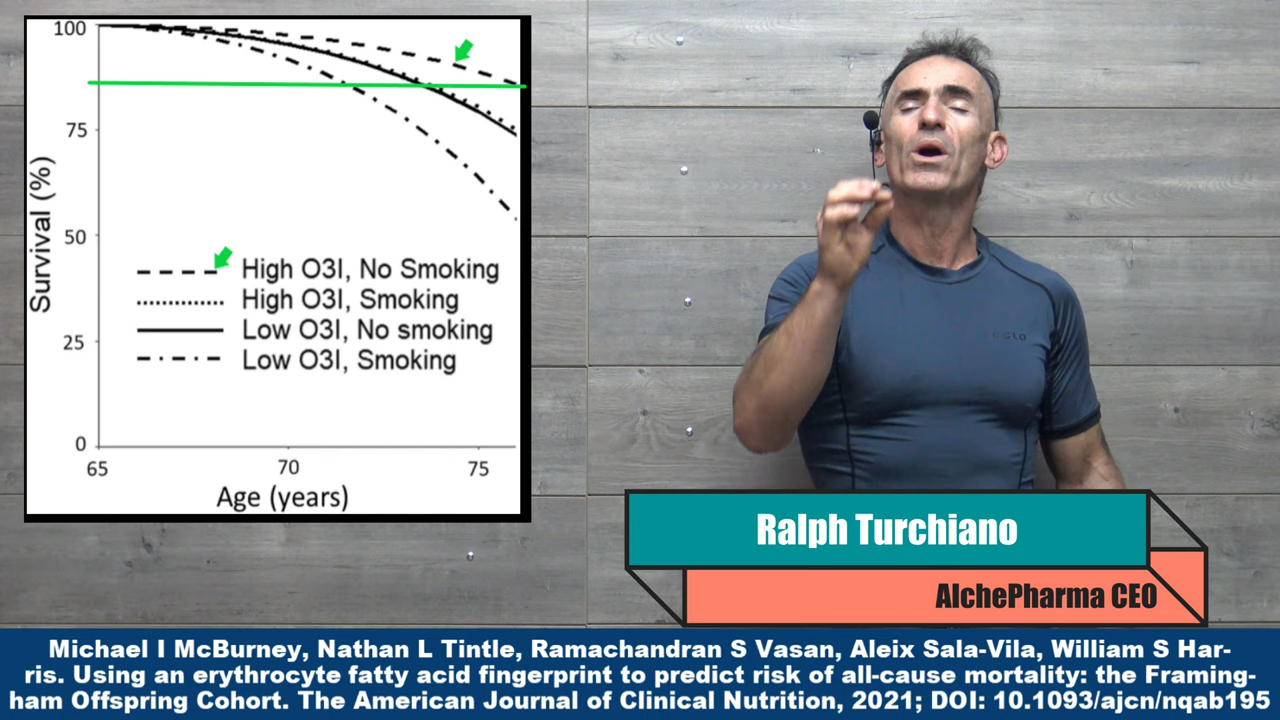 100
75
50
25
0
Survival (%)
High O3I, No Smoking
High O3I, Smoking
Low O3I, No smoking
Low O3I, Smoking
65 70 75
Age (years)
Ralph Turchiano
AlchePharma CEO
Michael I McBurney, Nathan L Tintle, Ramachandran S Vasan, Aleix Sala-Vila, William S Har-
ris. Using an erythrocyte fatty acid fingerprint to predict risk of all-cause mortality: the Framing-
ham Offspring Cohort. The American Journal of Clinical Nutrition, 2021; DOI: 10.1093/ajcn/nqab195